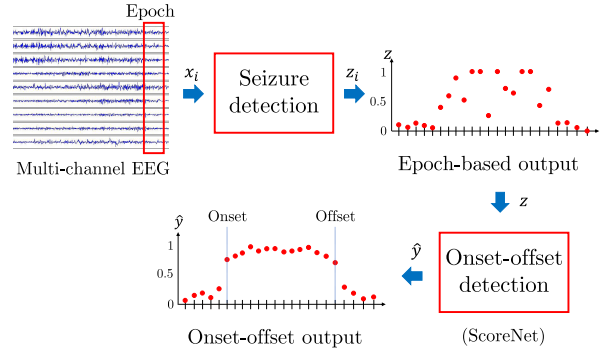 Epoch
Multi-channel EEG
x_i
Seizure
detection
z_i
z
1
0.5
0
Epoch-based output
z
Onset-offset
detection
(ScoreNet)
ŷ
ŷ
Onset
Offset
1
0.5
0
Onset-offset output